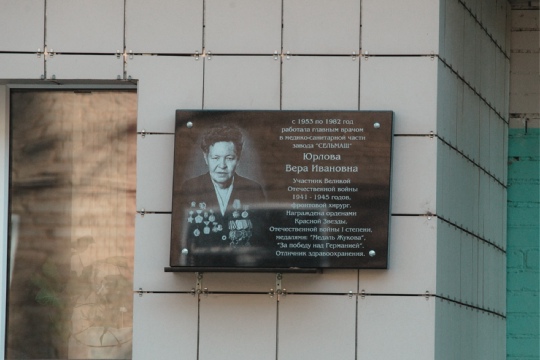 с 1953 по 1982 год
работала главным врачом
в медико-санитарной части
завода "СЕЛЬМАШ"
Юрлова
Вера Ивановна
Участник Великой
Отечественной войны
1941 - 1945 годов,
фронтовой хирург.
Награждена орденами
Красной Звезды,
Отечественной войны I степени,
медалями: "Медаль Жукова",
"За победу над Германией".
Отличник здравоохранения.